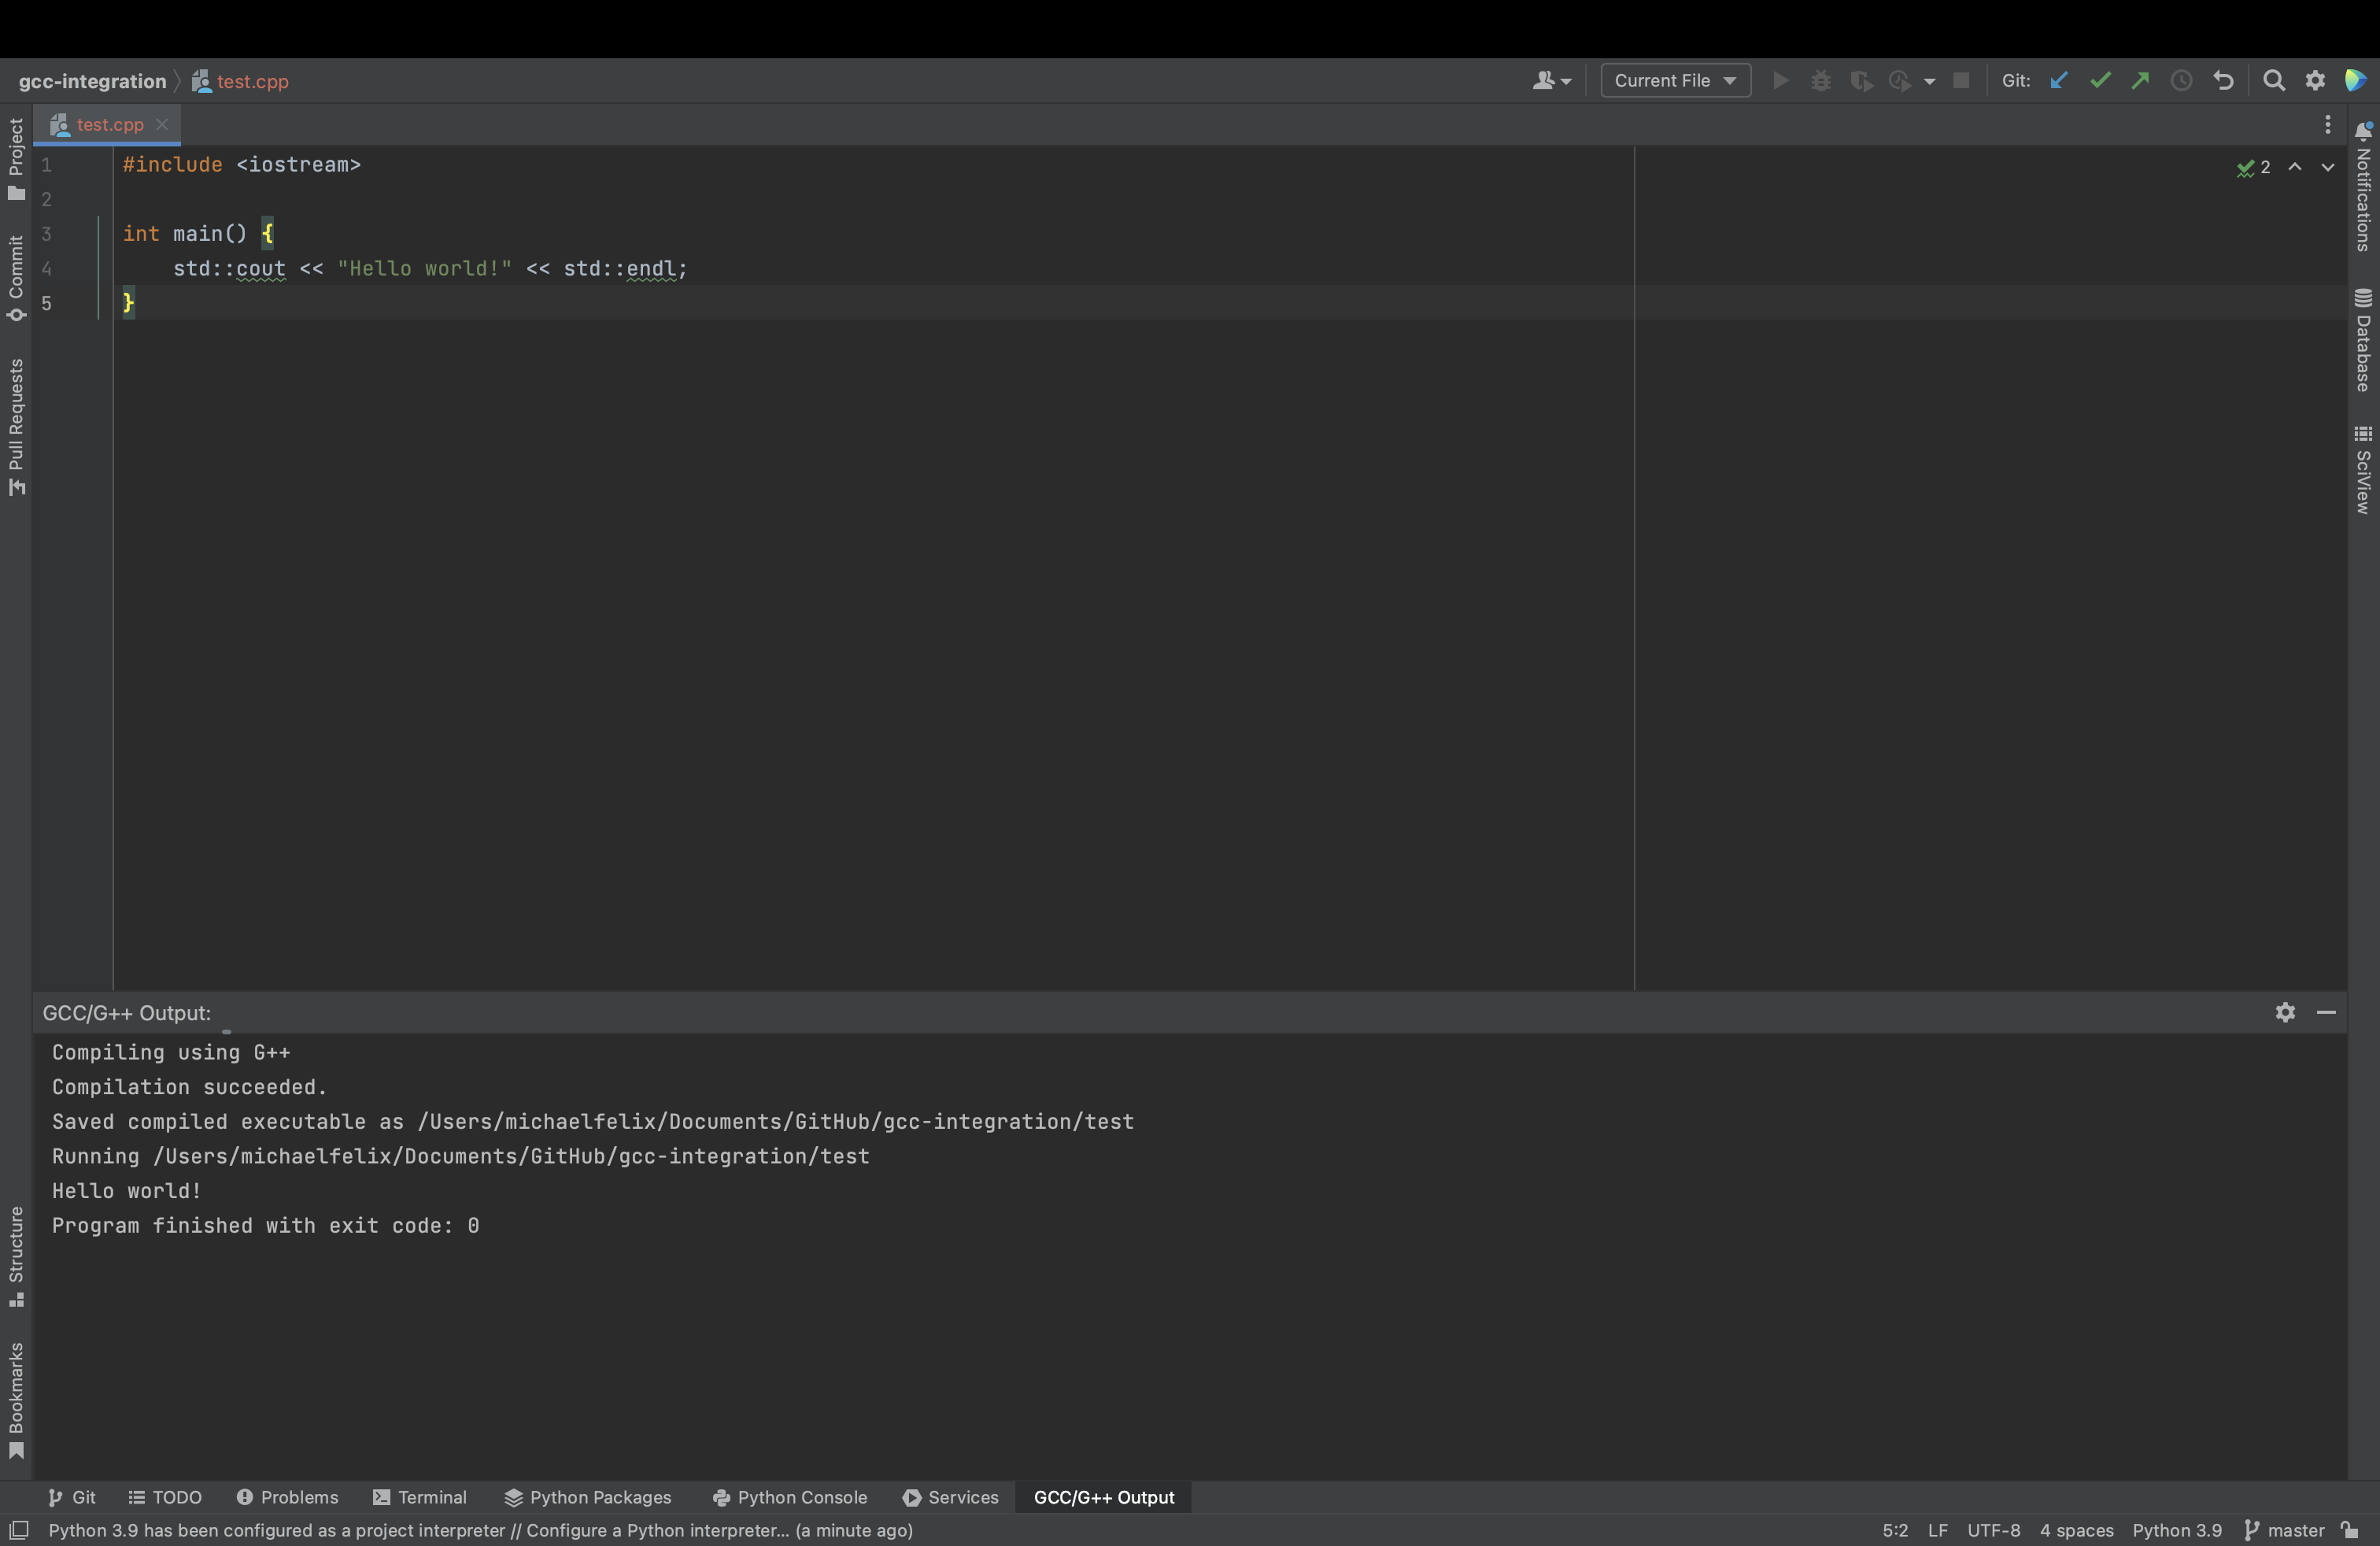 gcc-integration test.cpp Current File Git:
test.cpp
Project
Commit
Pull Requests
Structure
Bookmarks
1 #include <iostream>
2
3 int main() {
4     std::cout << "Hello world!" << std::endl;
5 }
2
Notifications
Database
SciView
GCC/G++ Output:
Compiling using G++
Compilation succeeded.
Saved compiled executable as /Users/michaelfelix/Documents/GitHub/gcc-integration/test
Running /Users/michaelfelix/Documents/GitHub/gcc-integration/test
Hello world!
Program finished with exit code: 0
Git TODO Problems Terminal Python Packages Python Console Services GCC/G++ Output
Python 3.9 has been configured as a project interpreter // Configure a Python interpreter... (a minute ago) 5:2 LF UTF-8 4 spaces Python 3.9 master